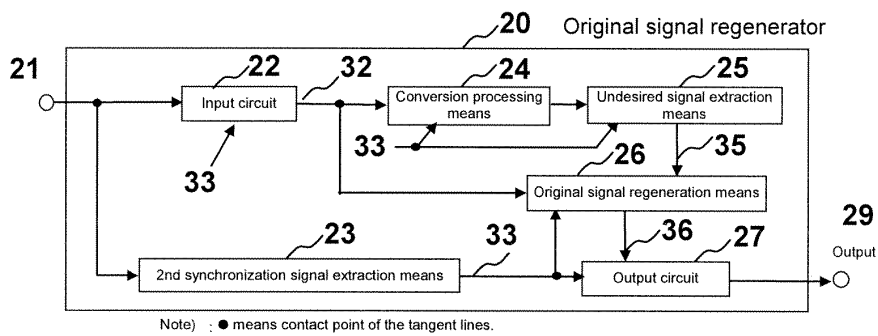 20 Original signal regenerator
21
22 32 24 25
Input circuit
Conversion processing
means
Undesired signal extraction
means
33 33 26 35
Original signal regeneration means
29
23 33 36 27 Output
2nd synchronization signal extraction means
Output circuit
Note) : ● means contact point of the tangent lines.